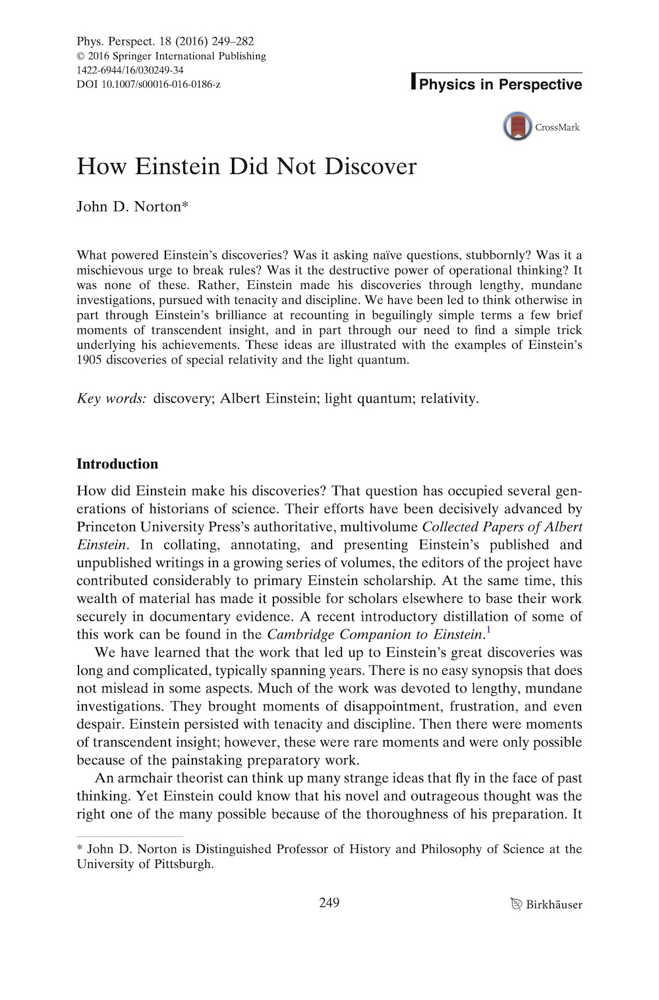 Phys. Perspect. 18 (2016) 249–282
© 2016 Springer International Publishing
1422-6944/16/030249-34
DOI 10.1007/s00016-016-0186-z
Physics in Perspective
CrossMark
How Einstein Did Not Discover
John D. Norton*
What powered Einstein’s discoveries? Was it asking naïve questions, stubbornly? Was it a
mischievous urge to break rules? Was it the destructive power of operational thinking? It
was none of these. Rather, Einstein made his discoveries through lengthy, mundane
investigations, pursued with tenacity and discipline. We have been led to think otherwise in
part through Einstein’s brilliance at recounting in beguilingly simple terms a few brief
moments of transcendent insight, and in part through our need to find a simple trick
underlying his achievements. These ideas are illustrated with the examples of Einstein’s
1905 discoveries of special relativity and the light quantum.
Key words: discovery; Albert Einstein; light quantum; relativity.
Introduction
How did Einstein make his discoveries? That question has occupied several gen-
erations of historians of science. Their efforts have been decisively advanced by
Princeton University Press’s authoritative, multivolume Collected Papers of Albert
Einstein. In collating, annotating, and presenting Einstein’s published and
unpublished writings in a growing series of volumes, the editors of the project have
contributed considerably to primary Einstein scholarship. At the same time, this
wealth of material has made it possible for scholars elsewhere to base their work
securely in documentary evidence. A recent introductory distillation of some of
this work can be found in the Cambridge Companion to Einstein.1
We have learned that the work that led up to Einstein’s great discoveries was
long and complicated, typically spanning years. There is no easy synopsis that does
not mislead in some aspects. Much of the work was devoted to lengthy, mundane
investigations. They brought moments of disappointment, frustration, and even
despair. Einstein persisted with tenacity and discipline. Then there were moments
of transcendent insight; however, these were rare moments and were only possible
because of the painstaking preparatory work.
An armchair theorist can think up many strange ideas that fly in the face of past
thinking. Yet Einstein could know that his novel and outrageous thought was the
right one of the many possible because of the thoroughness of his preparation. It
* John D. Norton is Distinguished Professor of History and Philosophy of Science at the
University of Pittsburgh.
249
Birkhäuser